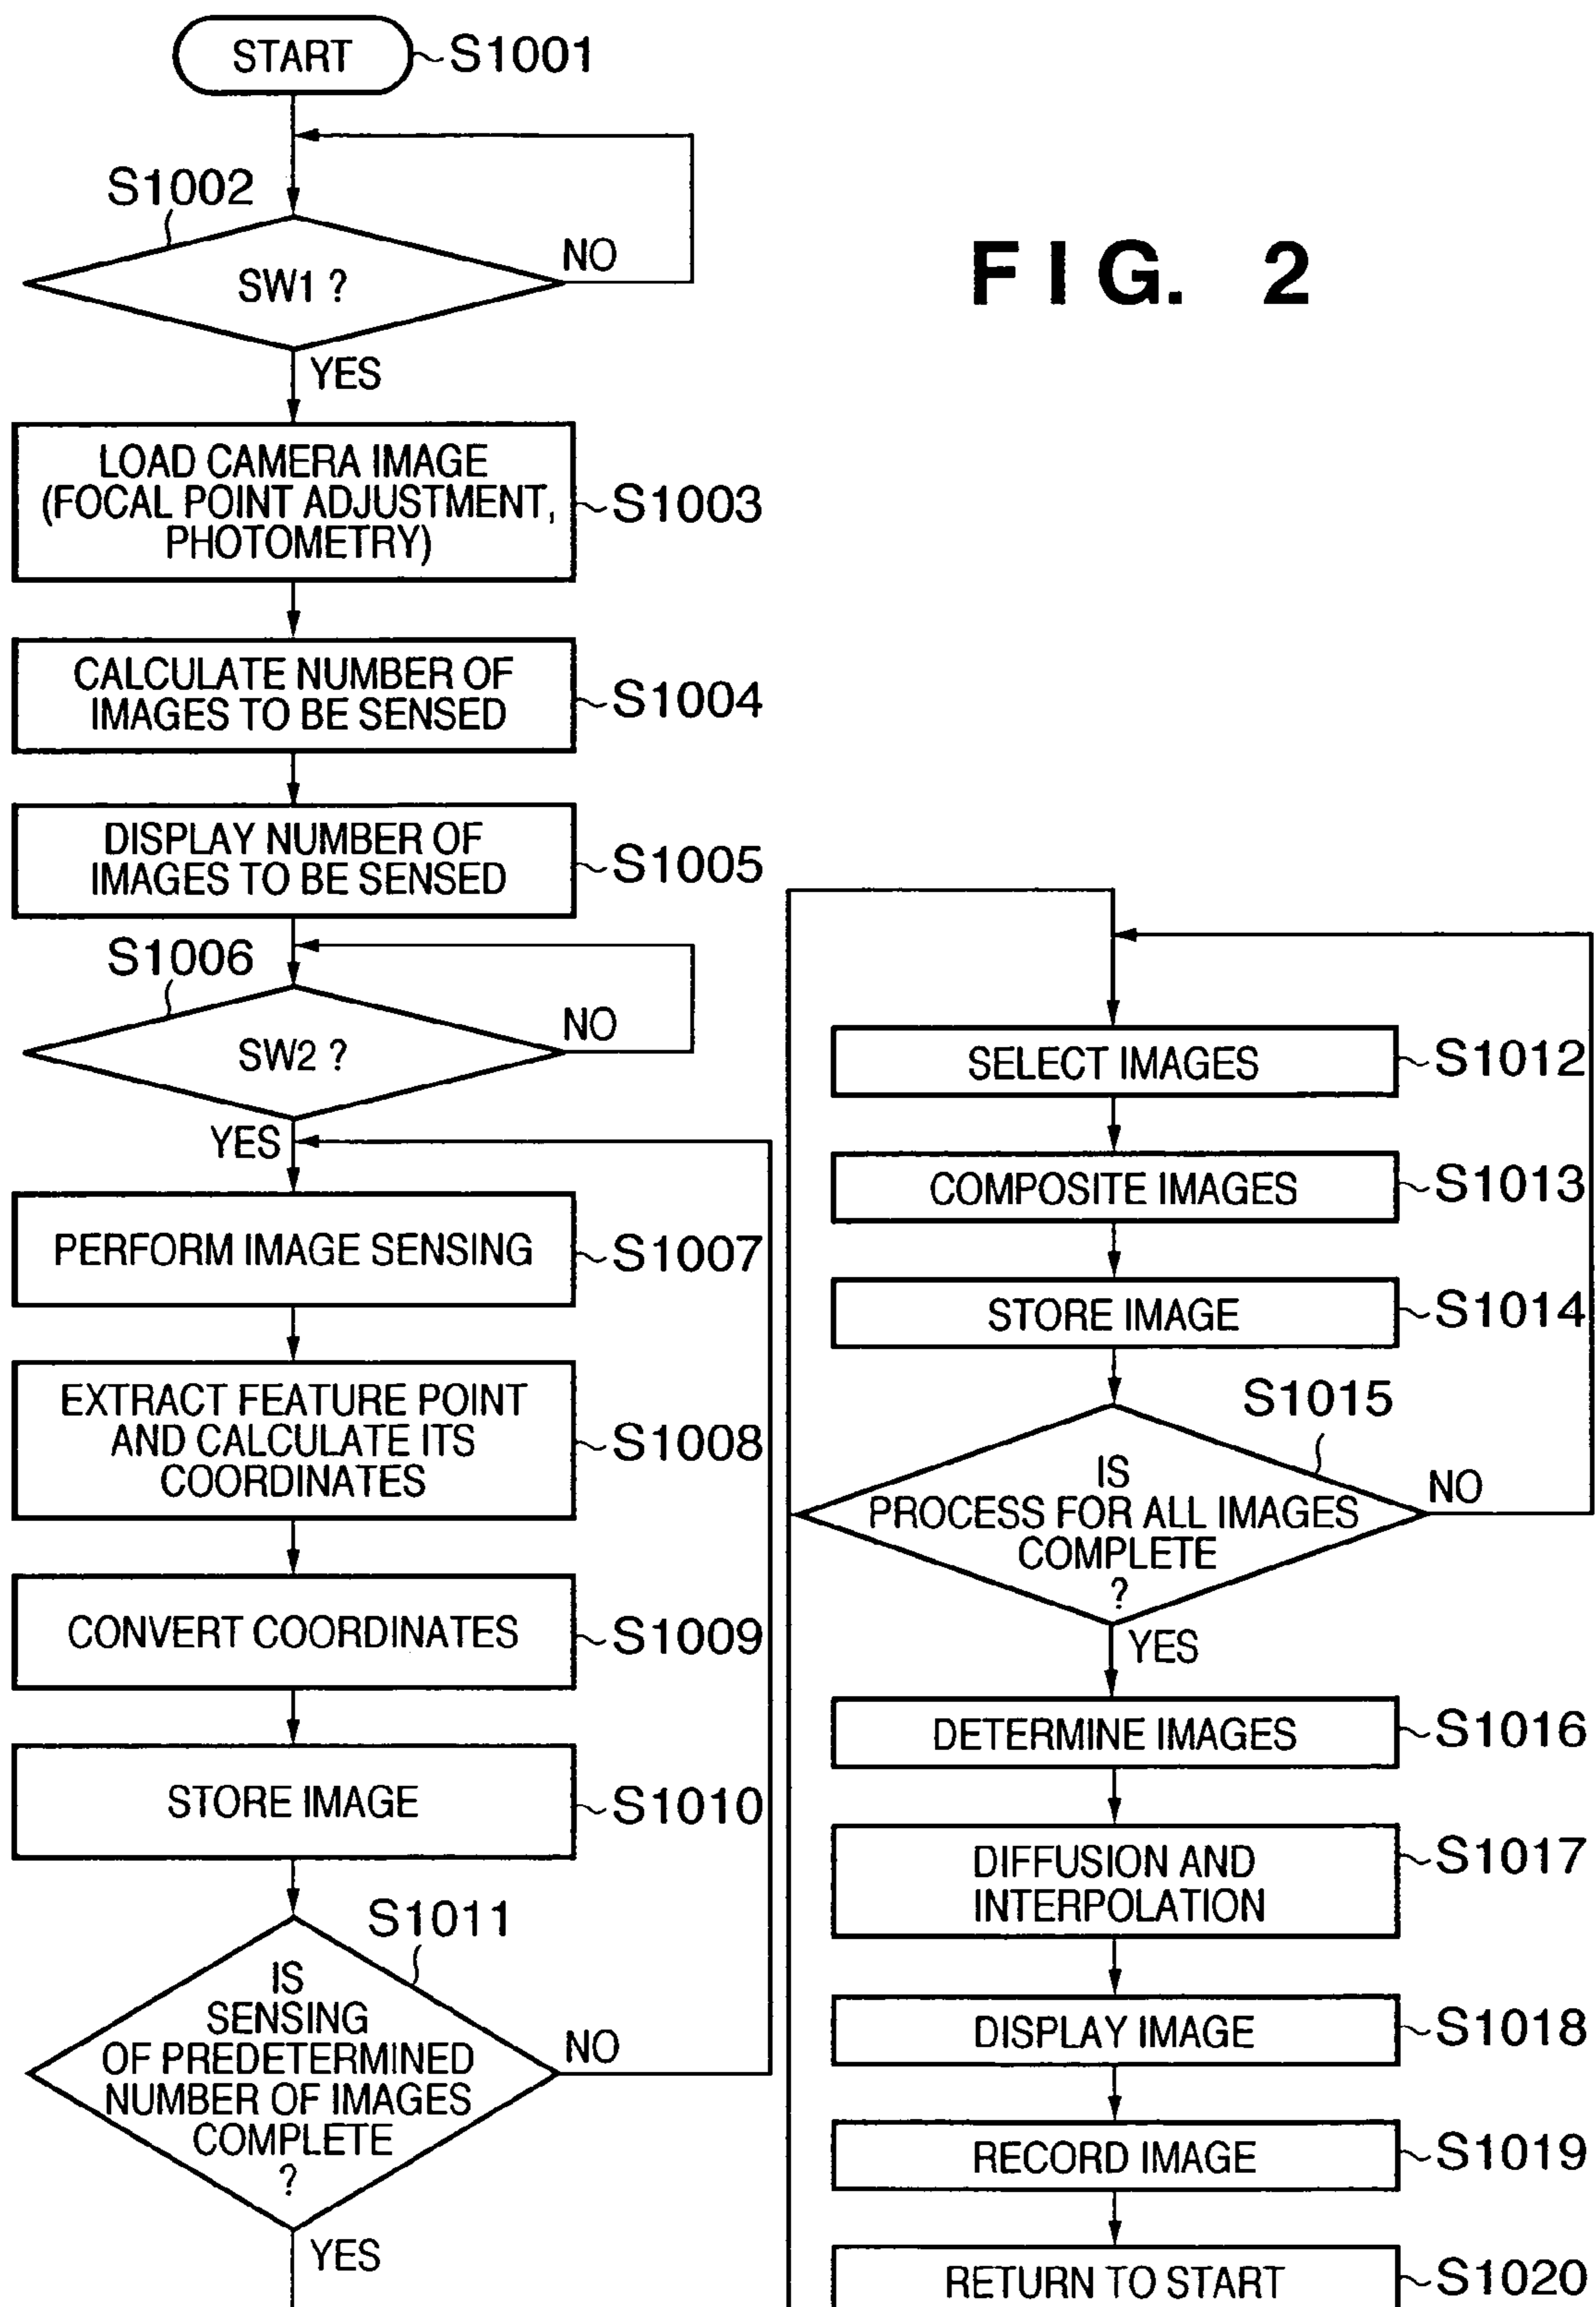 START
S1001
S1002
SW1 ?
NO
YES
FIG. 2
LOAD CAMERA IMAGE
(FOCAL POINT ADJUSTMENT,
PHOTOMETRY)
S1003
CALCULATE NUMBER OF
IMAGES TO BE SENSED
S1004
DISPLAY NUMBER OF
IMAGES TO BE SENSED
S1005
S1006
SW2 ?
NO
YES
PERFORM IMAGE SENSING
S1007
EXTRACT FEATURE POINT
AND CALCULATE ITS
COORDINATES
S1008
CONVERT COORDINATES
S1009
STORE IMAGE
S1010
S1011
IS
SENSING
OF PREDETERMINED
NUMBER OF IMAGES
COMPLETE
?
NO
YES
SELECT IMAGES
S1012
COMPOSITE IMAGES
S1013
STORE IMAGE
S1014
S1015
IS
PROCESS FOR ALL IMAGES
COMPLETE
?
NO
YES
DETERMINE IMAGES
S1016
DIFFUSION AND
INTERPOLATION
S1017
DISPLAY IMAGE
S1018
RECORD IMAGE
S1019
RETURN TO START
S1020